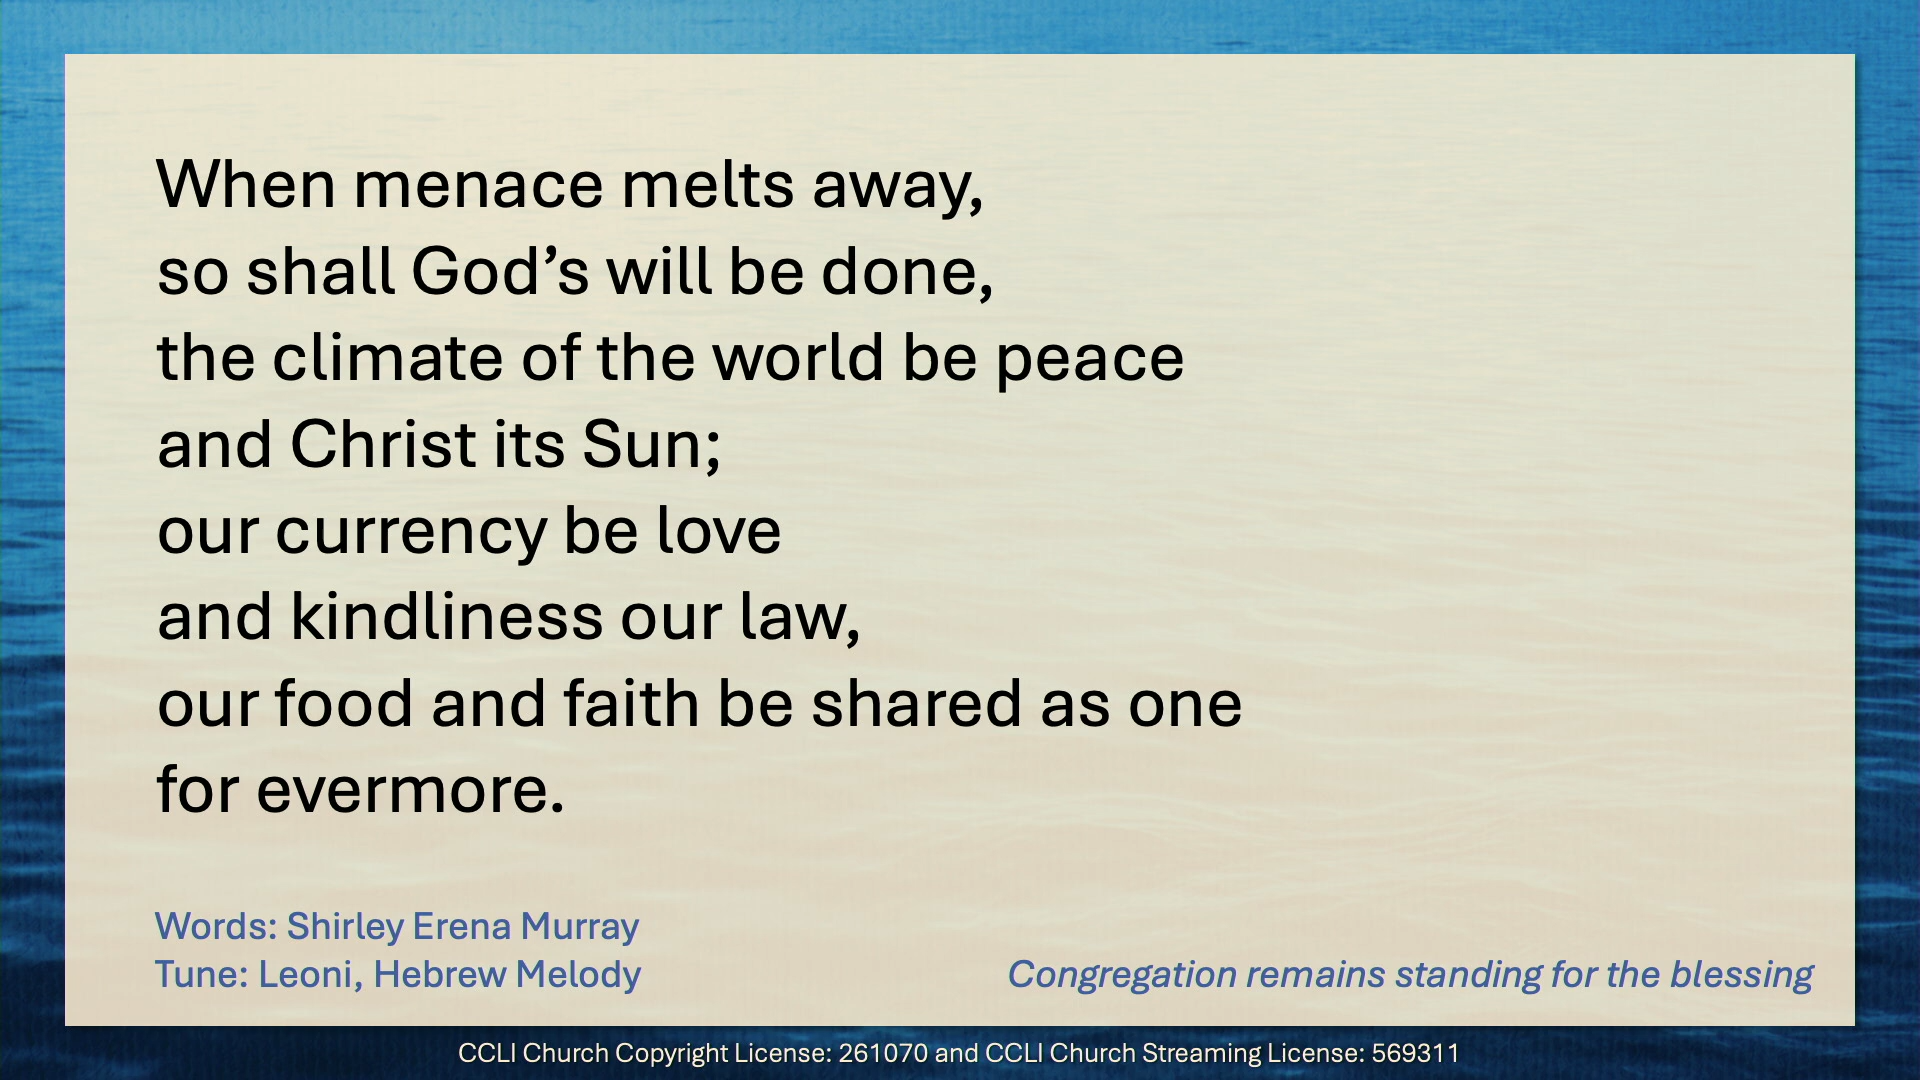 When menace melts away,
so shall God’s will be done,
the climate of the world be peace
and Christ its Sun;
our currency be love
and kindliness our law,
our food and faith be shared as one
for evermore.
Words: Shirley Erena Murray
Tune: Leoni, Hebrew Melody
Congregation remains standing for the blessing
CCLI Church Copyright License: 261070 and CCLI Church Streaming License: 569311